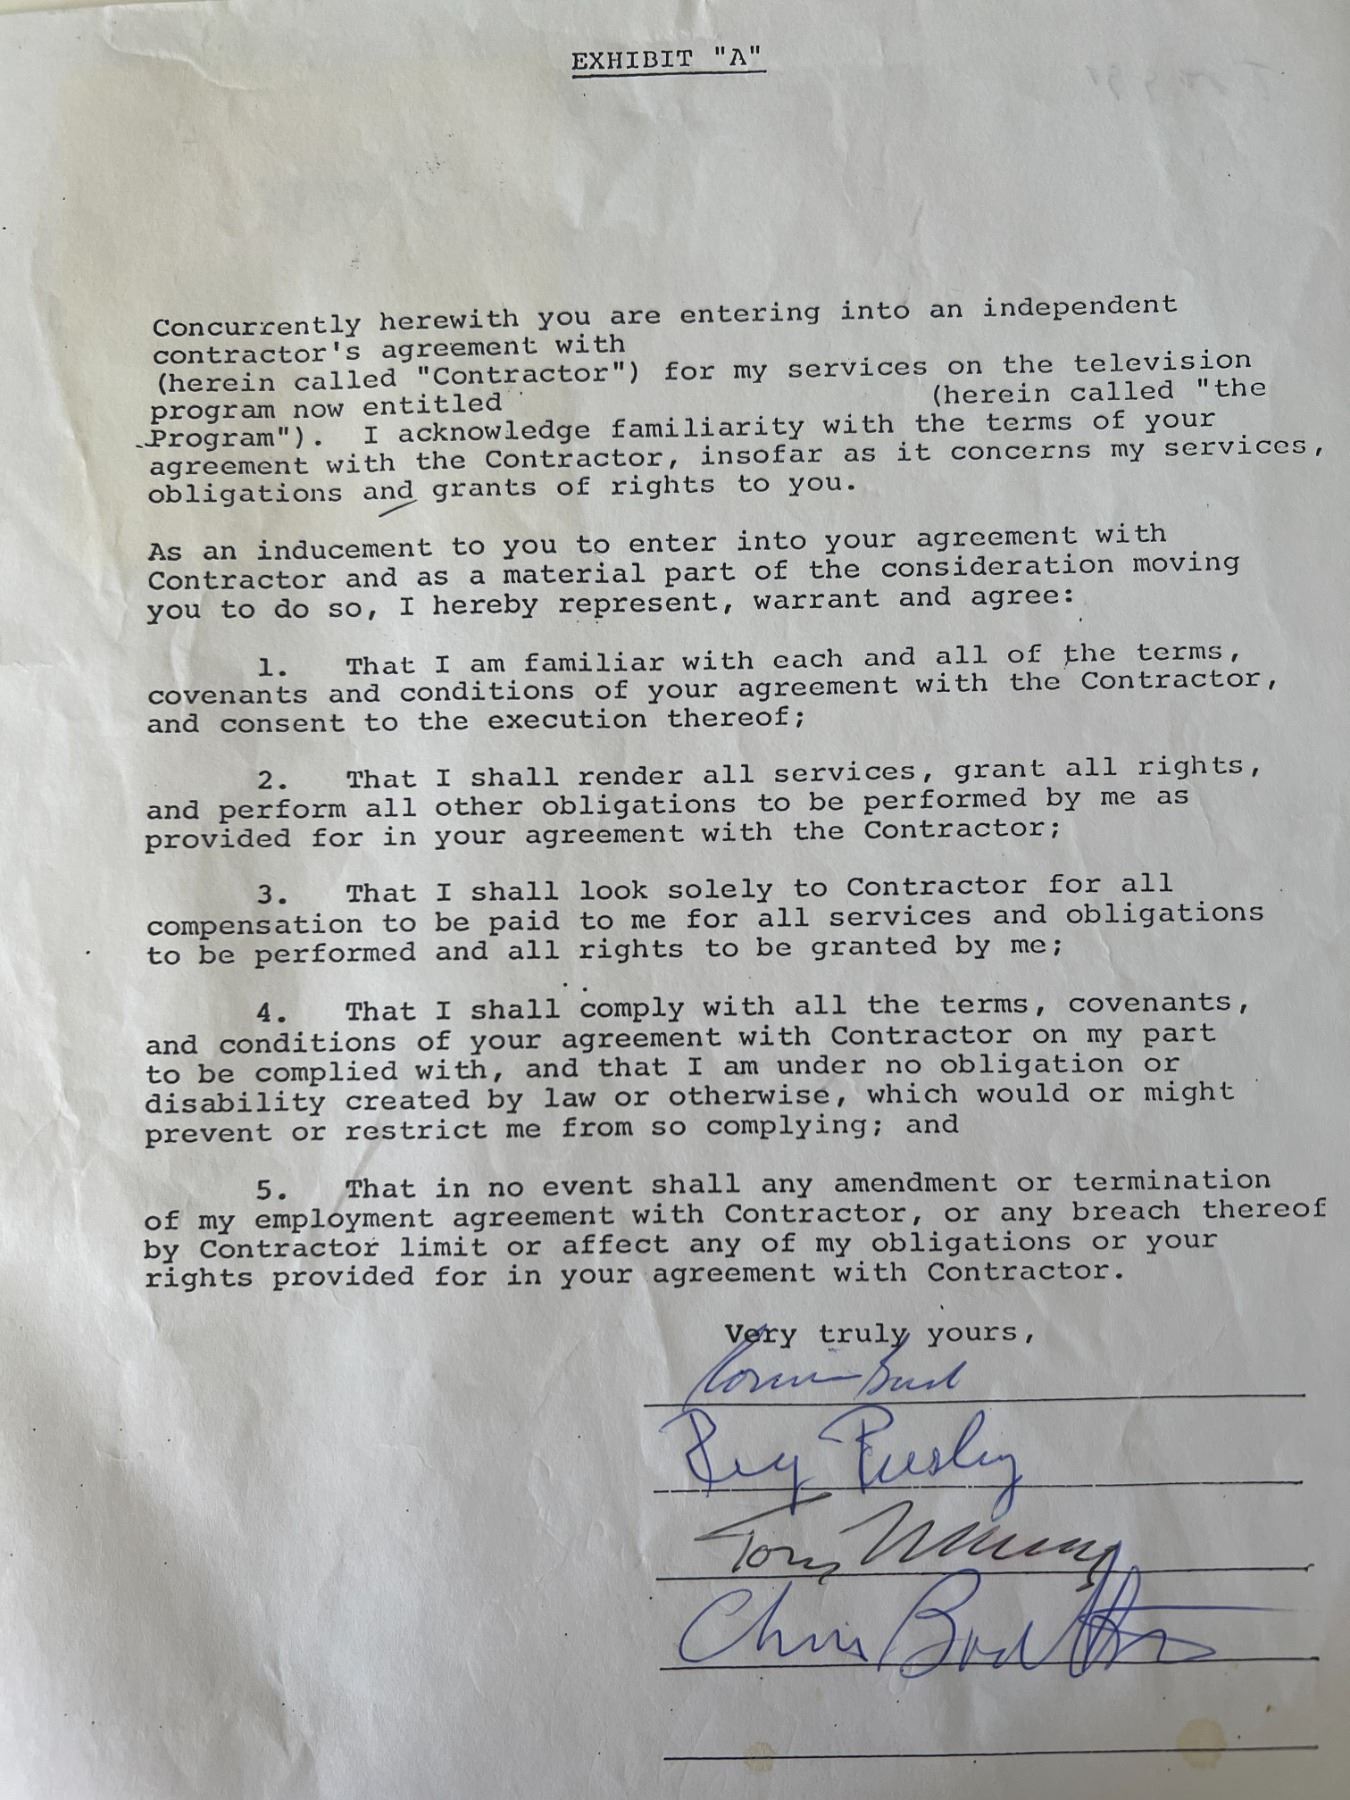 EXHIBIT "A"
Concurrently herewith you are entering into an independent
contractor's agreement with
(herein called "Contractor") for my services on the television
program now entitled (herein called "the
Program"). I acknowledge familiarity with the terms of your
agreement with the Contractor, insofar as it concerns my services,
obligations and grants of rights to you.
As an inducement to you to enter into your agreement with
Contractor and as a material part of the consideration moving
you to do so, I hereby represent, warrant and agree:
1. That I am familiar with each and all of the terms,
covenants and conditions of your agreement with the Contractor,
and consent to the execution thereof;
2. That I shall render all services, grant all rights,
and perform all other obligations to be performed by me as
provided for in your agreement with the Contractor;
3. That I shall look solely to Contractor for all
compensation to be paid to me for all services and obligations
to be performed and all rights to be granted by me;
4. That I shall comply with all the terms, covenants,
and conditions of your agreement with Contractor on my part
to be complied with, and that I am under no obligation or
disability created by law or otherwise, which would or might
prevent or restrict me from so complying; and
5. That in no event shall any amendment or termination
of my employment agreement with Contractor, or any breach thereof
by Contractor limit or affect any of my obligations or your
rights provided for in your agreement with Contractor.
Very truly yours,
Reg Presley
Tony
Chris Britton